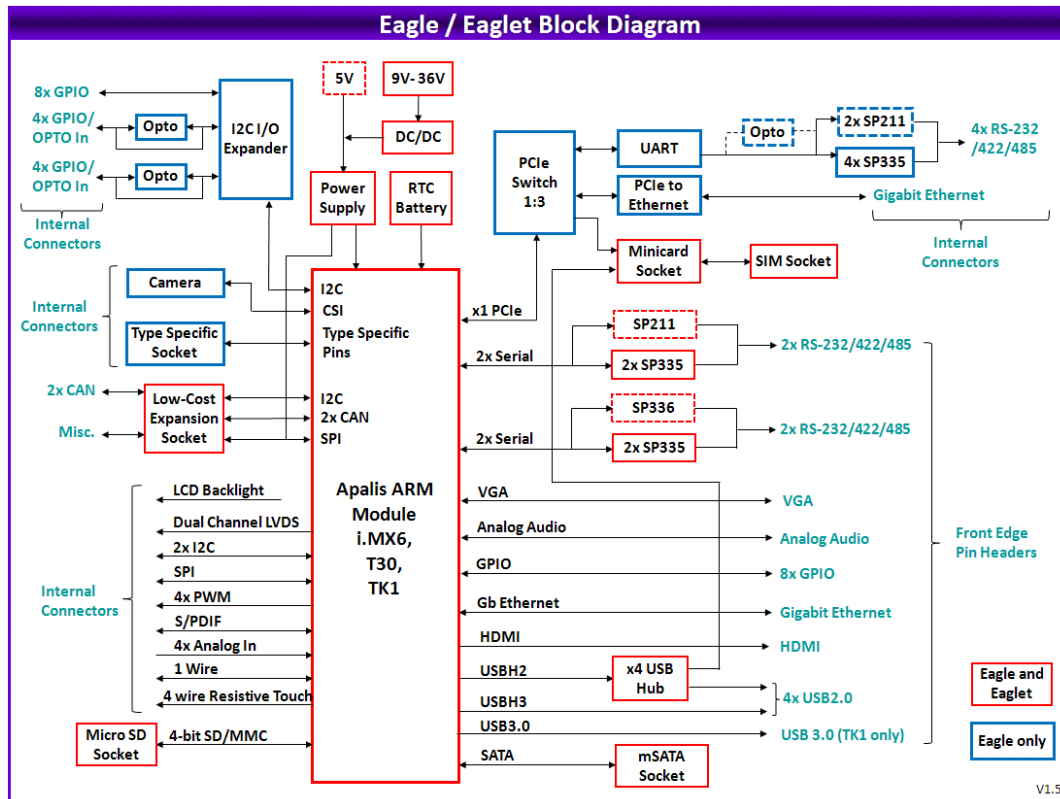 Eagle / Eaglet Block Diagram
8x GPIO
4x GPIO/
OPTO In
Opto
4x GPIO/
OPTO In
Opto
I2C I/O
Expander
Internal
Connectors
5V
9V- 36V
DC/DC
Power
Supply
RTC
Battery
PCIe
Switch
1:3
UART
Opto
2x SP211
4x SP335
4x RS-232
/422/485
PCIe to
Ethernet
Gigabit Ethernet
Internal
Connectors
Minicard
Socket
SIM Socket
Internal
Connectors
Camera
Type Specific
Socket
I2C
CSI
Type Specific
Pins
x1 PCIe
2x Serial
SP211
2x SP335
2x RS-232/422/485
2x CAN
Misc.
Low-Cost
Expansion
Socket
I2C
2x CAN
SPI
2x Serial
SP336
2x SP335
2x RS-232/422/485
Apalis ARM
Module
i.MX6,
T30,
TK1
Internal
Connectors
LCD Backlight
Dual Channel LVDS
2x I2C
SPI
4x PWM
S/PDIF
4x Analog In
1 Wire
4 wire Resistive Touch
Micro SD
Socket
4-bit SD/MMC
VGA
VGA
Analog Audio
Analog Audio
GPIO
8x GPIO
Gb Ethernet
Gigabit Ethernet
HDMI
HDMI
USBH2
x4 USB
Hub
USBH3
4x USB2.0
USB3.0
USB 3.0 (TK1 only)
SATA
mSATA
Socket
Front Edge
Pin Headers
Eagle and
Eaglet
Eagle only
V1.5